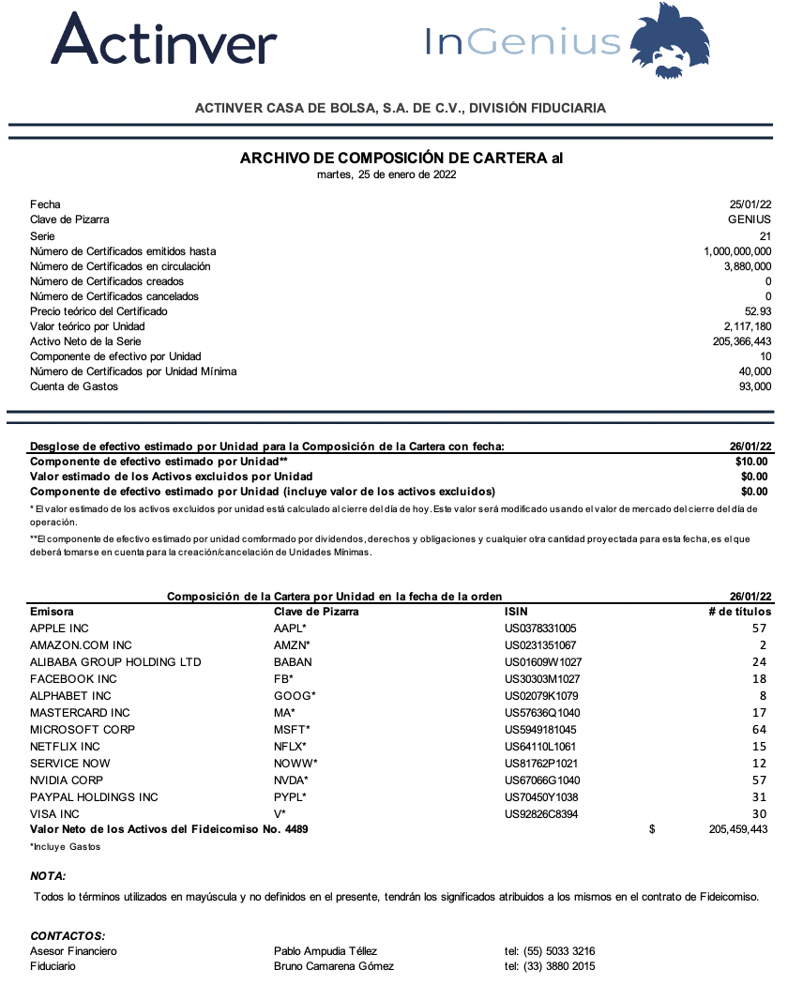 Actinver
InGenius
ACTINVER CASA DE BOLSA, S.A. DE C.V., DIVISIÓN FIDUCIARIA
ARCHIVO DE COMPOSICIÓN DE CARTERA al
martes, 25 de enero de 2022
Fecha 25/01/22
Clave de Pizarra GENIUS
Serie 21
Número de Certificados emitidos hasta 1,000,000,000
Número de Certificados en circulación 3,880,000
Número de Certificados creados 0
Número de Certificados cancelados 0
Precio teórico del Certificado 52.93
Valor teórico por Unidad 2,117,180
Activo Neto de la Serie 205,366,443
Componente de efectivo por Unidad 10
Número de Certificados por Unidad Mínima 40,000
Cuenta de Gastos 93,000
Desglose de efectivo estimado por Unidad para la Composición de la Cartera con fecha: 26/01/22
Componente de efectivo estimado por Unidad** $10.00
Valor estimado de los Activos excluidos por Unidad $0.00
Componente de efectivo estimado por Unidad (incluye valor de los activos excluidos) $0.00
* El valor estimado de los activos excluidos por unidad está calculado al cierre del día de hoy. Este valor será modificado usando el valor de mercado del cierre del día de
operación.
**El componente de efectivo estimado por unidad comformado por dividendos, derechos y obligaciones y cualquier otra cantidad proyectada para esta fecha, es el que
deberá tomarse en cuenta para la creación/cancelación de Unidades Mínimas.
Composición de la Cartera por Unidad en la fecha de la orden 26/01/22
Emisora Clave de Pizarra ISIN # de títulos
APPLE INC AAPL* US0378331005 57
AMAZON.COM INC AMZN* US0231351067 2
ALIBABA GROUP HOLDING LTD BABAN US01609W1027 24
FACEBOOK INC FB* US30303M1027 18
ALPHABET INC GOOG* US02079K1079 8
MASTERCARD INC MA* US57636Q1040 17
MICROSOFT CORP MSFT* US5949181045 64
NETFLIX INC NFLX* US64110L1061 15
SERVICE NOW NOWW* US81762P1021 12
NVIDIA CORP NVDA* US67066G1040 57
PAYPAL HOLDINGS INC PYPL* US70450Y1038 31
VISA INC V* US92826C8394 30
Valor Neto de los Activos del Fideicomiso No. 4489 $ 205,459,443
*Incluye Gastos
NOTA:
Todos lo términos utilizados en mayúscula y no definidos en el presente, tendrán los significados atribuidos a los mismos en el contrato de Fideicomiso.
CONTACTOS:
Asesor Financiero Pablo Ampudia Téllez tel: (55) 5033 3216
Fiduciario Bruno Camarena Gómez tel: (33) 3880 2015